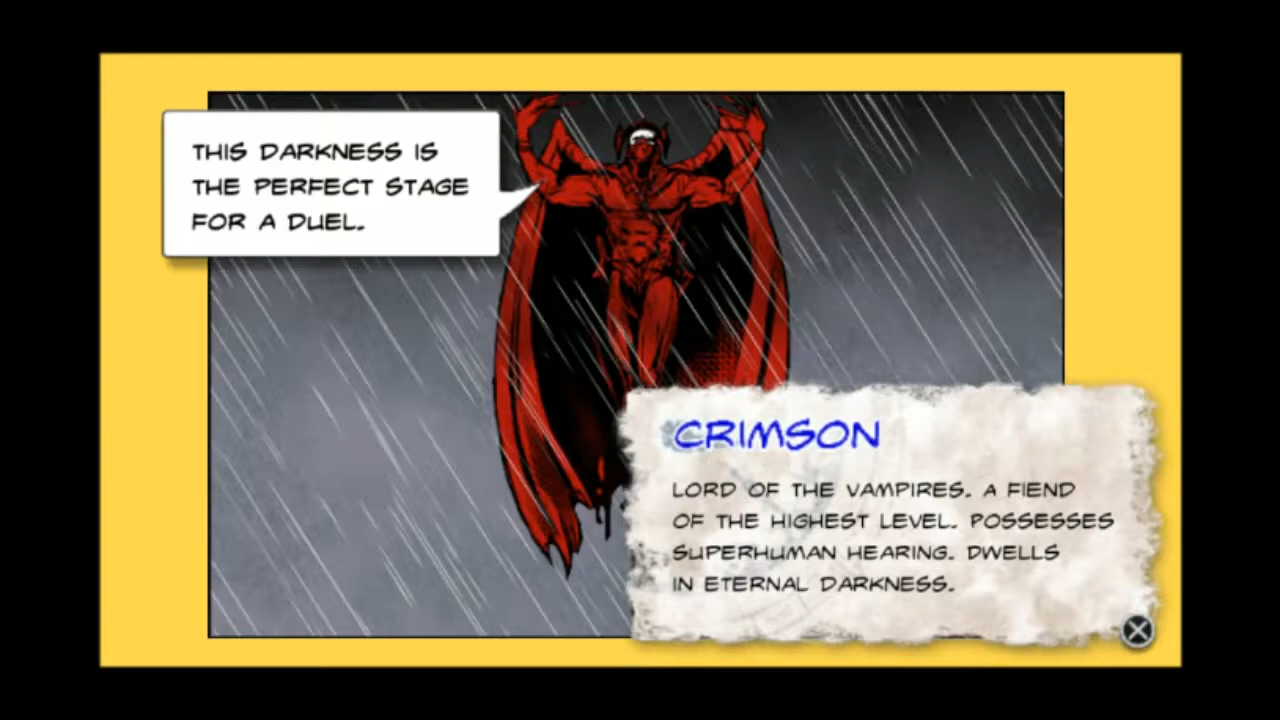 THIS DARKNESS IS
THE PERFECT STAGE
FOR A DUEL.
CRIMSON
LORD OF THE VAMPIRES. A FIEND
OF THE HIGHEST LEVEL. POSSESSES
SUPERHUMAN HEARING. DWELLS
IN ETERNAL DARKNESS.